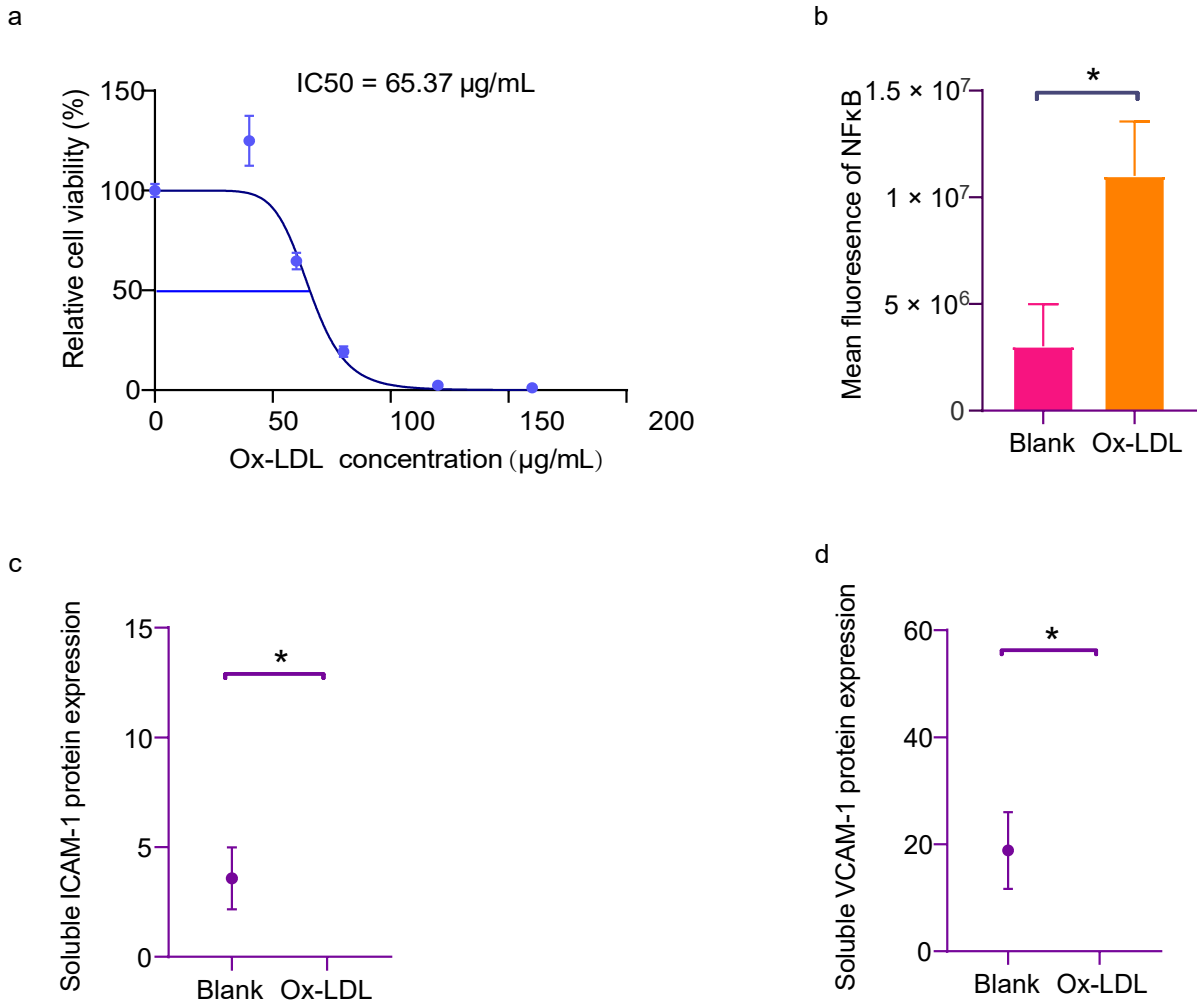 a
IC50 = 65.37 µg/mL
Relative cell viability (%)
150
100
50
0
0 50 100 150 200
Ox-LDL concentration (µg/mL)
b
*
Mean fluoresence of NFκB
1.5 × 10⁷
1 × 10⁷
5 × 10⁶
0
Blank Ox-LDL
c
*
Soluble ICAM-1 protein expression
15
10
5
0
Blank Ox-LDL
d
*
Soluble VCAM-1 protein expression
60
40
20
0
Blank Ox-LDL